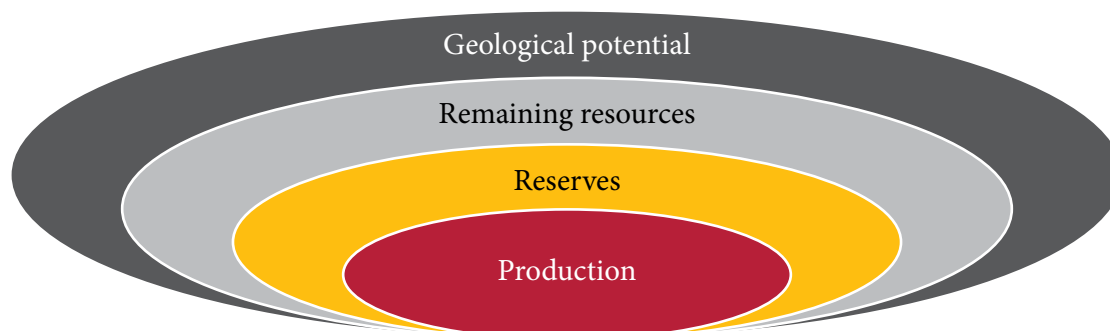 Geological potential
Remaining resources
Reserves
Production